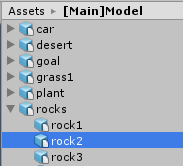 Assets ▸ [Main]Model
car
desert
goal
grass1
plant
rocks
rock1
rock2
rock3